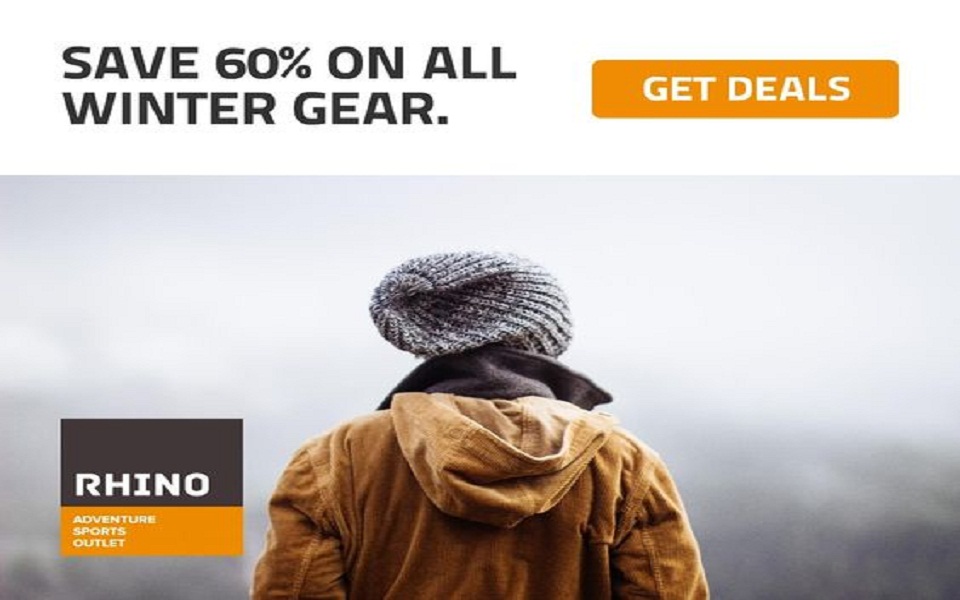 SAVE 60% ON ALL
WINTER GEAR.
GET DEALS
RHINO
ADVENTURE
SPORTS
OUTLET